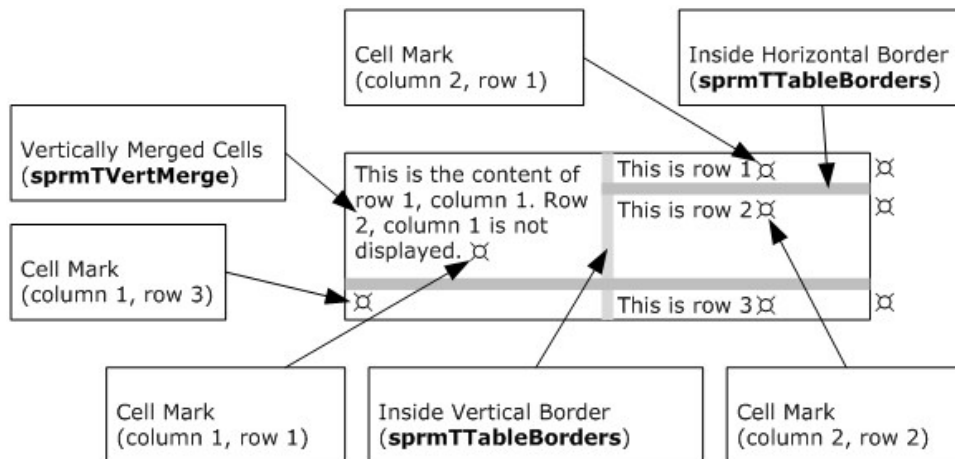 Cell Mark
(column 2, row 1)
Inside Horizontal Border
(sprmTTableBorders)
Vertically Merged Cells
(sprmTVertMerge)
This is the content of
row 1, column 1. Row
2, column 1 is not
displayed. ¤
This is row 1¤
¤
This is row 2¤
¤
Cell Mark
(column 1, row 3)
¤
This is row 3¤
¤
Cell Mark
(column 1, row 1)
Inside Vertical Border
(sprmTTableBorders)
Cell Mark
(column 2, row 2)